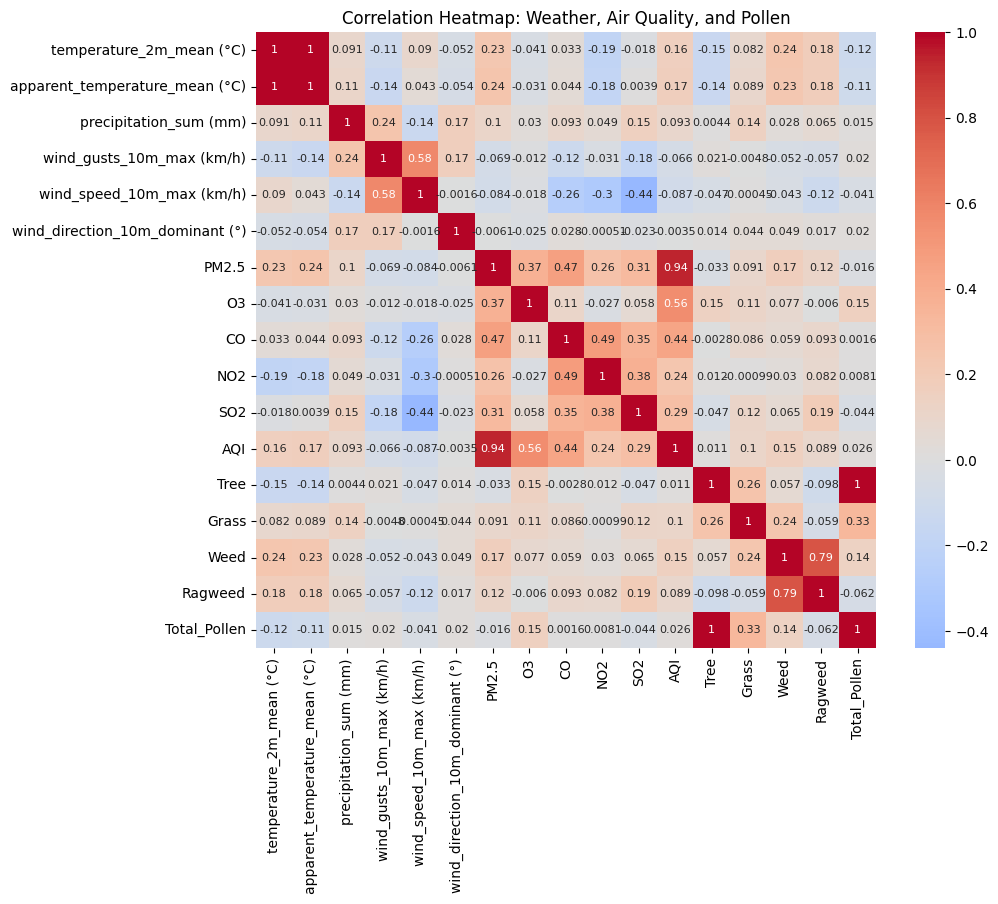 Correlation Heatmap: Weather, Air Quality, and Pollen
temperature_2m_mean (°C) 1 1 0.091 -0.11 0.09 -0.052 0.23 -0.041 0.033 -0.19 -0.018 0.16 -0.15 0.082 0.24 0.18 -0.12
apparent_temperature_mean (°C) 1 1 0.11 -0.14 0.043 -0.054 0.24 -0.031 0.044 -0.18 0.0039 0.17 -0.14 0.089 0.23 0.18 -0.11
precipitation_sum (mm) 0.091 0.11 1 0.24 -0.14 0.17 0.1 0.03 0.093 0.049 0.15 0.093 0.0044 0.14 0.028 0.065 0.015
wind_gusts_10m_max (km/h) -0.11 -0.14 0.24 1 0.58 0.17 -0.069 -0.012 -0.12 -0.031 -0.18 -0.066 0.021 -0.0048 -0.052 -0.057 0.02
wind_speed_10m_max (km/h) 0.09 0.043 -0.14 0.58 1 -0.0016 -0.084 -0.018 -0.26 -0.3 -0.44 -0.087 -0.047 -0.00045 -0.043 -0.12 -0.041
wind_direction_10m_dominant (°) -0.052 -0.054 0.17 0.17 -0.0016 1 -0.0061 -0.025 0.028 -0.00051 -0.023 -0.0035 0.014 0.044 0.049 0.017 0.02
PM2.5 0.23 0.24 0.1 -0.069 -0.084 -0.0061 1 0.37 0.47 0.26 0.31 0.94 -0.033 0.091 0.17 0.12 -0.016
O3 -0.041 -0.031 0.03 -0.012 -0.018 -0.025 0.37 1 0.11 -0.027 0.058 0.56 0.15 0.11 0.077 -0.006 0.15
CO 0.033 0.044 0.093 -0.12 -0.26 0.028 0.47 0.11 1 0.49 0.35 0.44 -0.0028 0.086 0.059 0.093 0.0016
NO2 -0.19 -0.18 0.049 -0.031 -0.3 -0.00051 0.26 -0.027 0.49 1 0.38 0.24 0.012 -0.00099 0.03 0.082 0.0081
SO2 -0.018 0.0039 0.15 -0.18 -0.44 -0.023 0.31 0.058 0.35 0.38 1 0.29 -0.047 0.12 0.065 0.19 -0.044
AQI 0.16 0.17 0.093 -0.066 -0.087 -0.0035 0.94 0.56 0.44 0.24 0.29 1 0.011 0.1 0.15 0.089 0.026
Tree -0.15 -0.14 0.0044 0.021 -0.047 0.014 -0.033 0.15 -0.0028 0.012 -0.047 0.011 1 0.26 0.057 -0.098 1
Grass 0.082 0.089 0.14 -0.0048 -0.00045 0.044 0.091 0.11 0.086 -0.00099 0.12 0.1 0.26 1 0.24 -0.059 0.33
Weed 0.24 0.23 0.028 -0.052 -0.043 0.049 0.17 0.077 0.059 0.03 0.065 0.15 0.057 0.24 1 0.79 0.14
Ragweed 0.18 0.18 0.065 -0.057 -0.12 0.017 0.12 -0.006 0.093 0.082 0.19 0.089 -0.098 -0.059 0.79 1 -0.062
Total_Pollen -0.12 -0.11 0.015 0.02 -0.041 0.02 -0.016 0.15 0.0016 0.0081 -0.044 0.026 1 0.33 0.14 -0.062 1
temperature_2m_mean (°C)
apparent_temperature_mean (°C)
precipitation_sum (mm)
wind_gusts_10m_max (km/h)
wind_speed_10m_max (km/h)
wind_direction_10m_dominant (°)
PM2.5
O3
CO
NO2
SO2
AQI
Tree
Grass
Weed
Ragweed
Total_Pollen
1.0
0.8
0.6
0.4
0.2
0.0
−0.2
−0.4